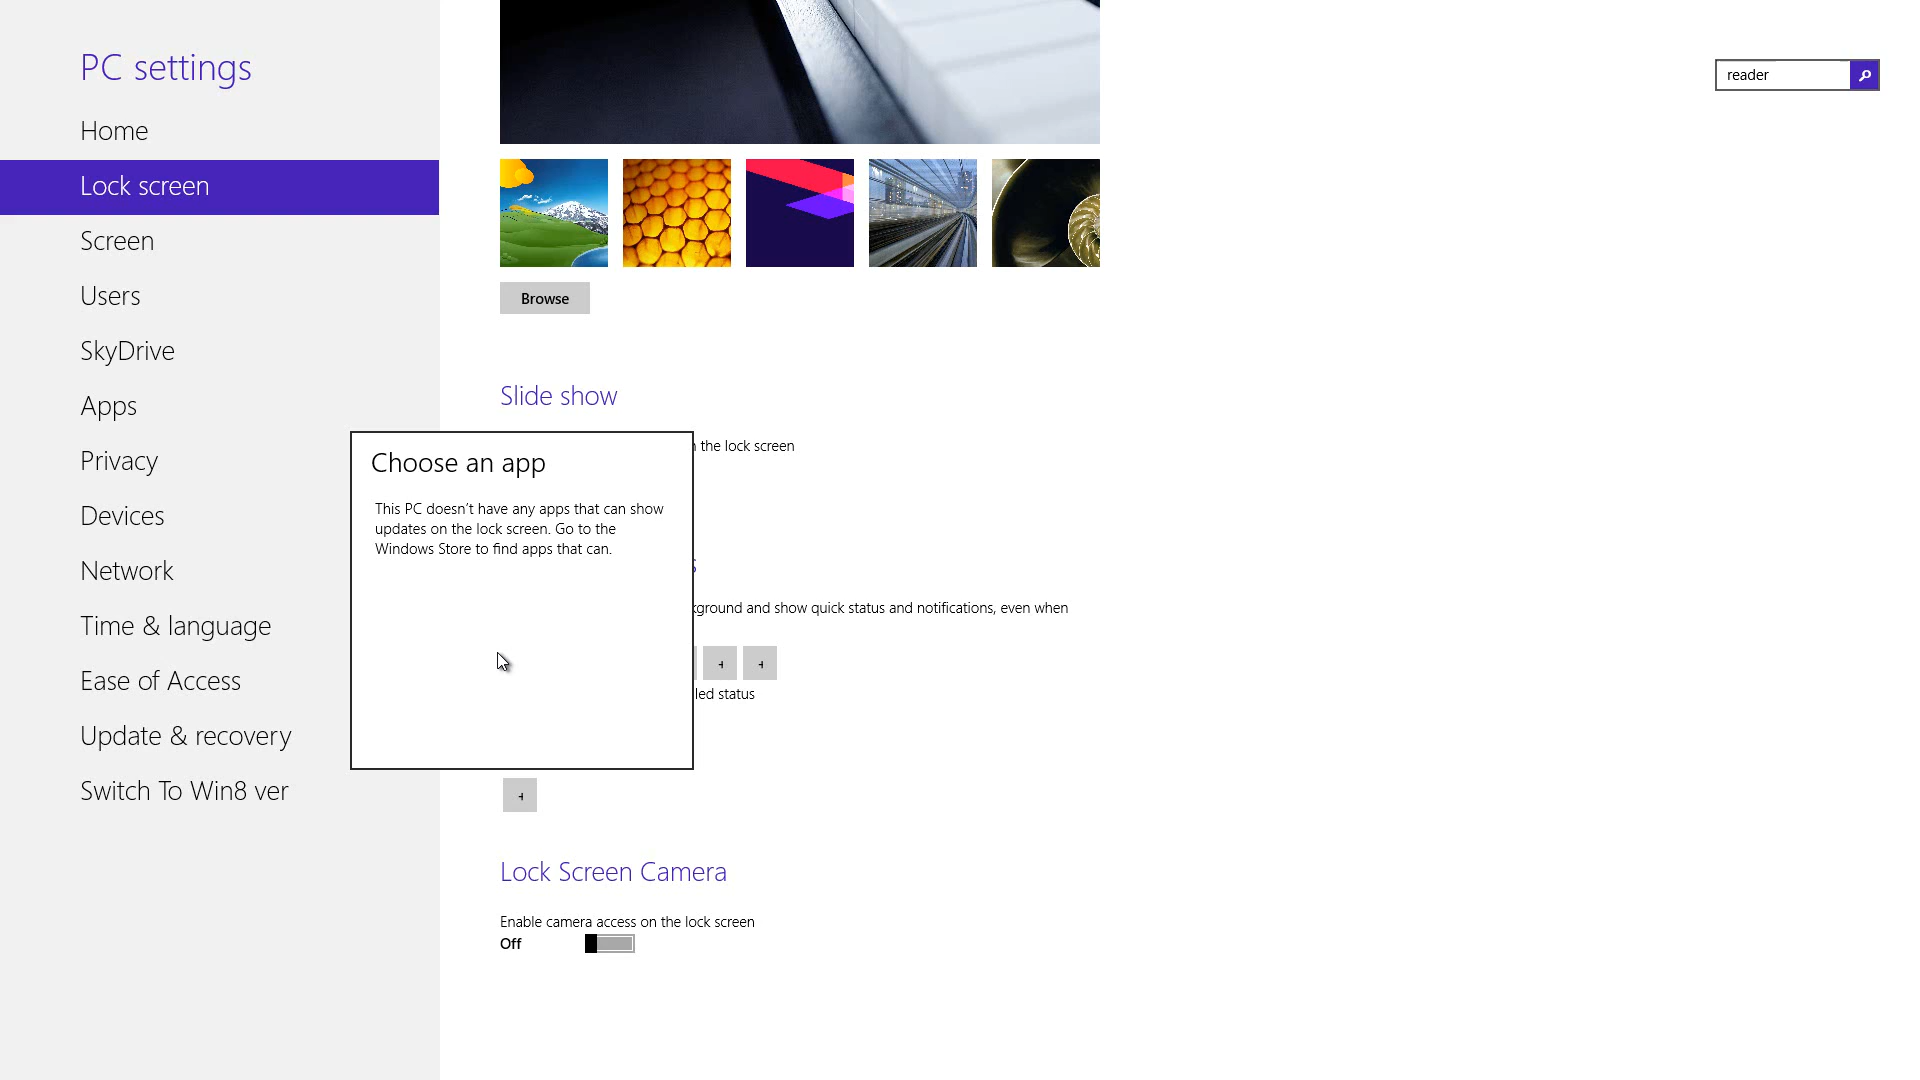 PC settings
reader
Home
Lock screen
Screen
Users
SkyDrive
Apps
Privacy
Devices
Network
Time & language
Ease of Access
Update & recovery
Switch To Win8 ver
Browse
Slide show
the lock screen
Choose an app
This PC doesn't have any apps that can show
updates on the lock screen. Go to the
Windows Store to find apps that can.
and show quick status and notifications, even when
status
Lock Screen Camera
Enable camera access on the lock screen
Off